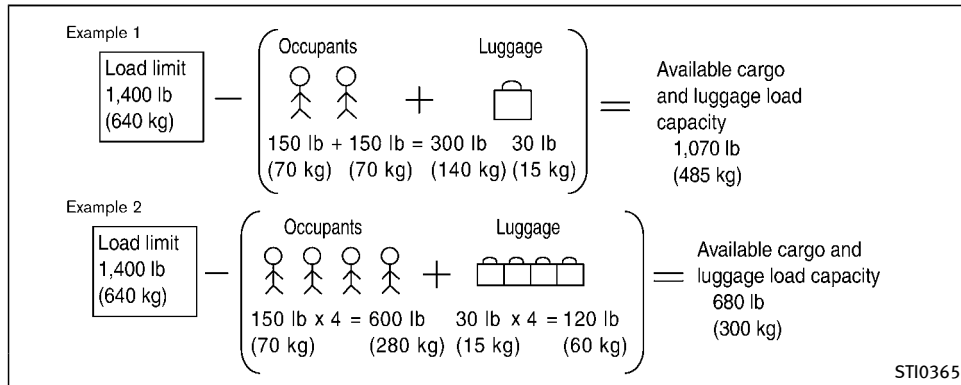 Example 1
Load limit
1,400 lb
(640 kg)
−
Occupants
+
Luggage
150 lb + 150 lb = 300 lb 30 lb
(70 kg) (70 kg) (140 kg) (15 kg)
=
Available cargo
and luggage load
capacity
1,070 lb
(485 kg)
Example 2
Load limit
1,400 lb
(640 kg)
−
Occupants
+
Luggage
150 lb x 4 = 600 lb 30 lb x 4 = 120 lb
(70 kg) (280 kg) (15 kg) (60 kg)
=
Available cargo and
luggage load capacity
680 lb
(300 kg)
STI0365